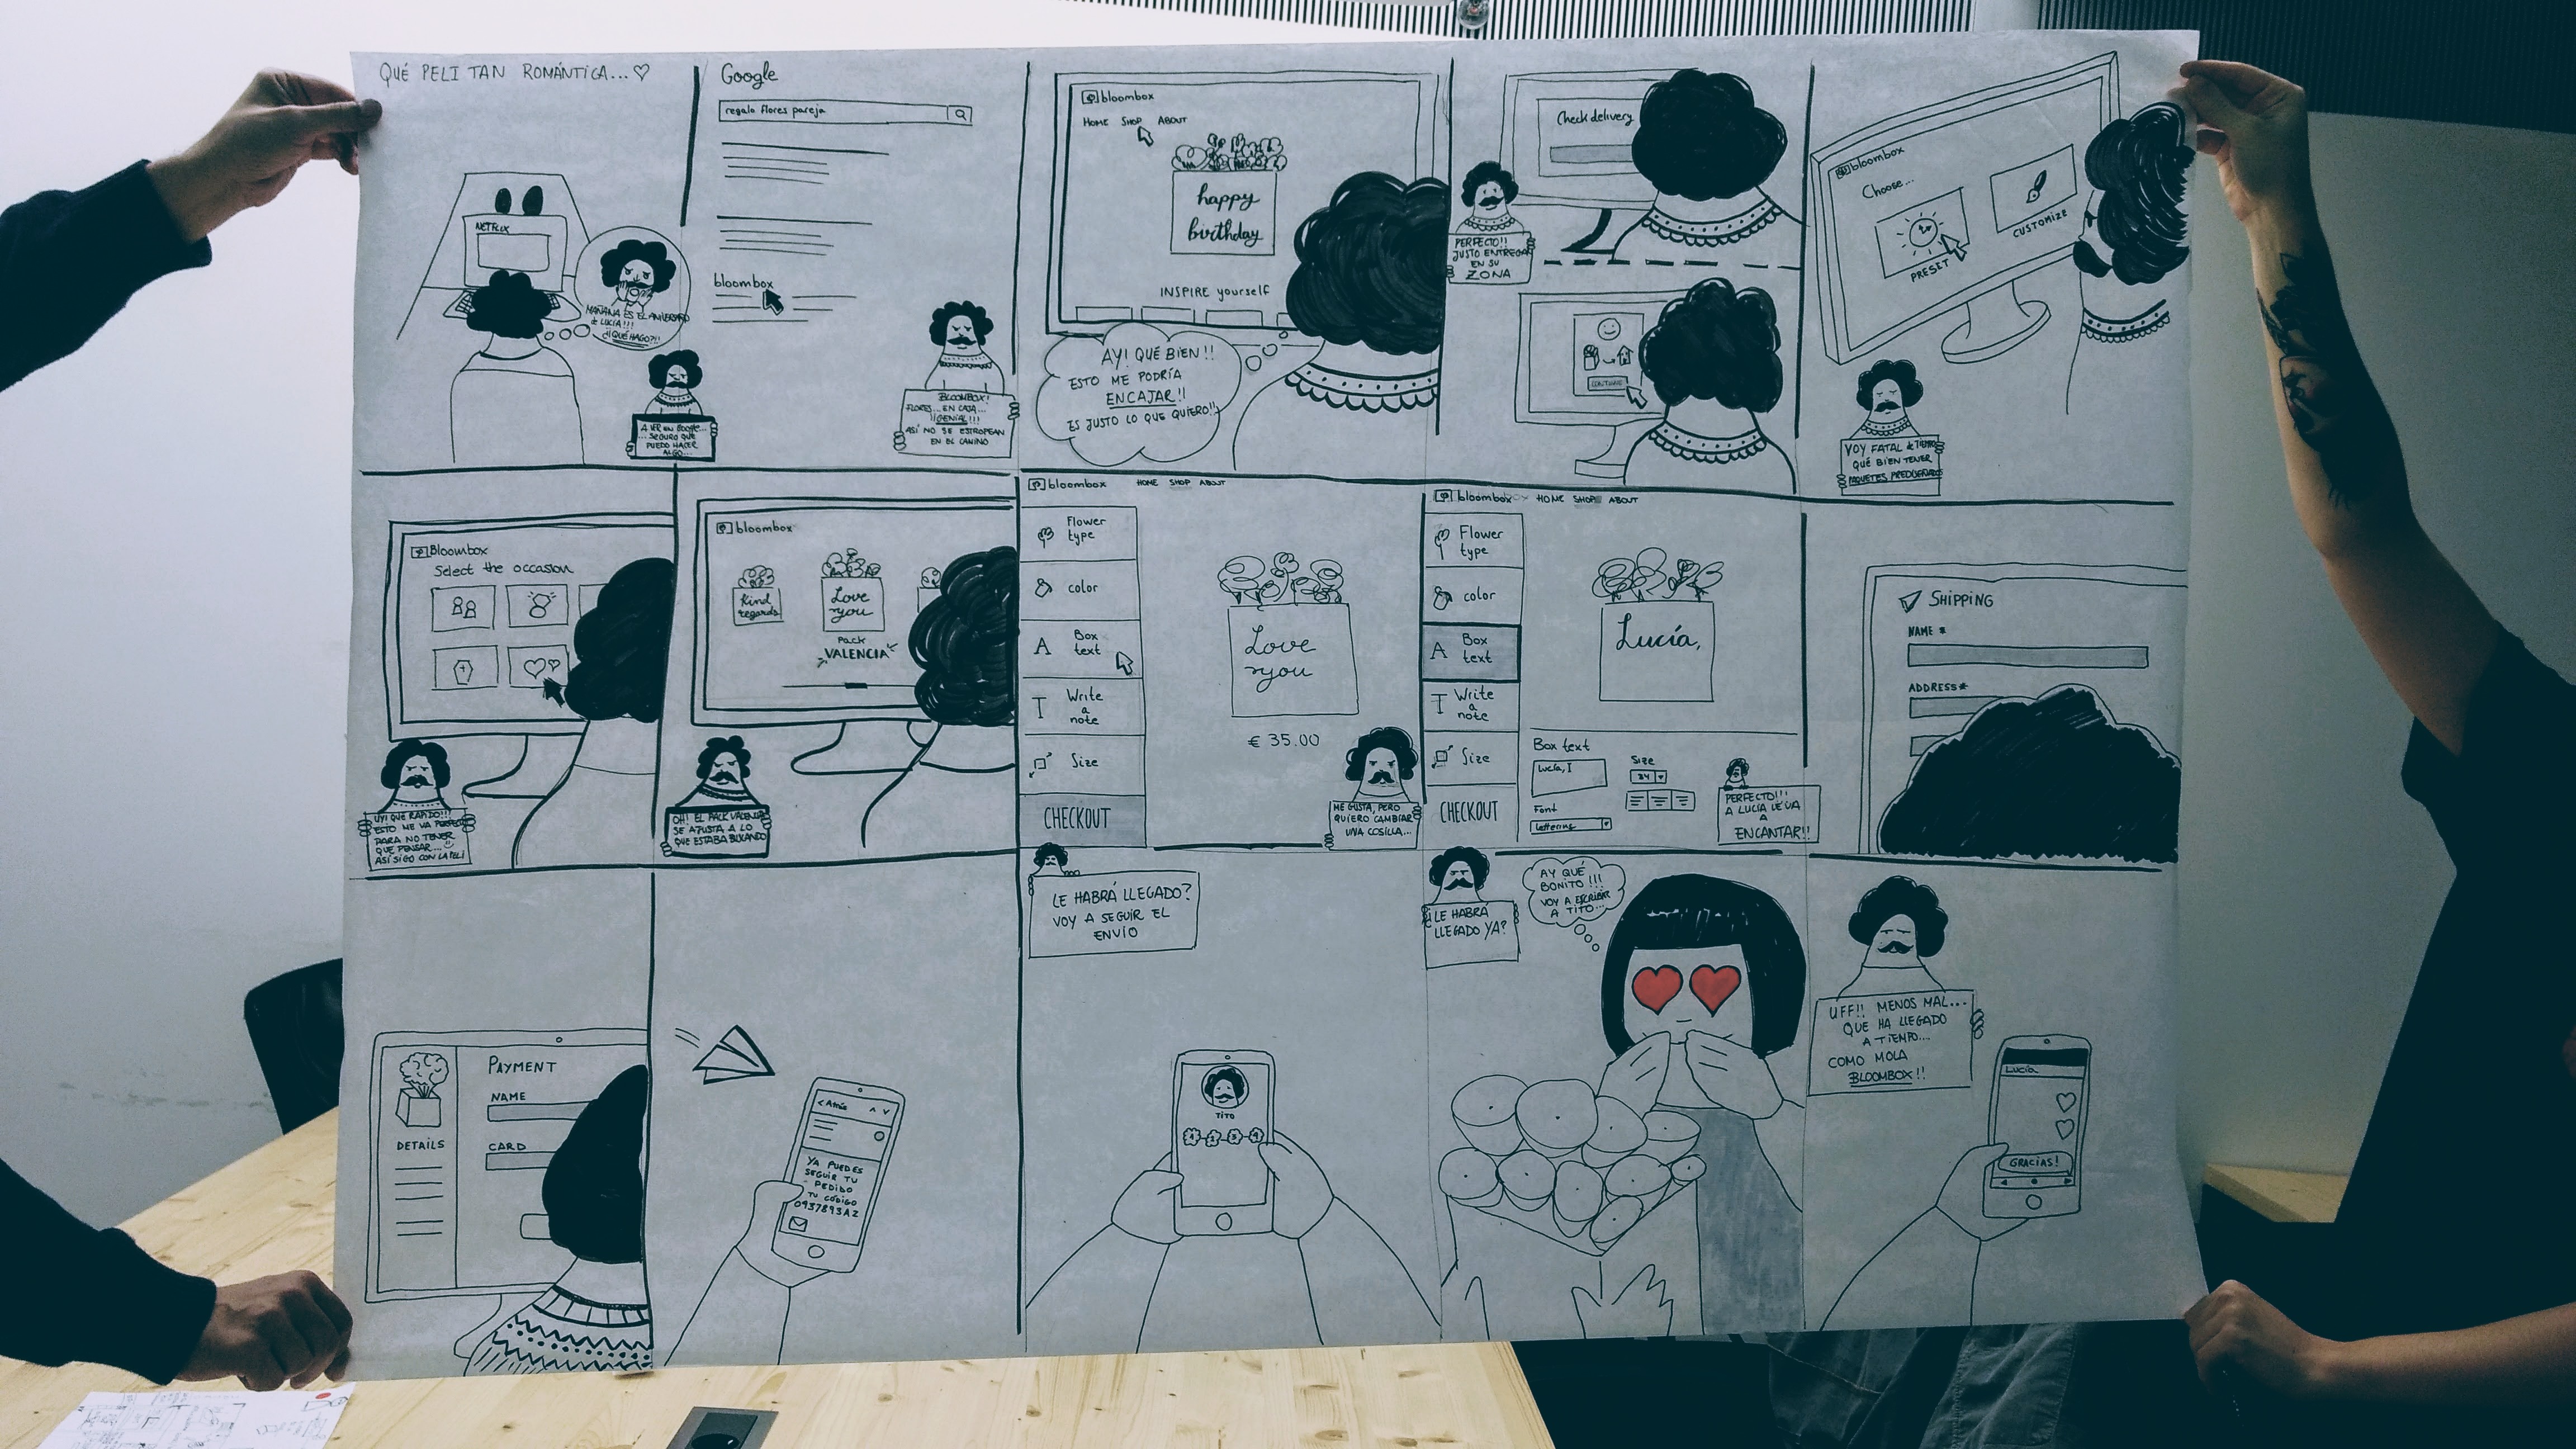 QUÉ PELI TAN ROMÁNTICA...♡
NETFLIX
MAÑANA ES EL ANIVERSARIO
de LUCÍA!!!
¡¡QUÉ HAGO?!!
A VER EN GOOGLE...
...SEGURO QUE
PUEDO HACER
ALGO...
Google
regalo flores pareja
bloombox
BLOOMBOX!
FLORES... EN CAJA...
¡¡GENIAL!!!
ASÍ NO SE ESTROPEAN
EN EL CAMINO
bloombox
HOME SHOP ABOUT
happy
birthday
INSPIRE yourself
AY! QUÉ BIEN!!
ESTO ME PODRÍA
ENCAJAR!!
ES JUSTO LO QUE QUIERO!!
Check delivery
PERFECTO!!
JUSTO ENTREGAN
EN SU
ZONA
CONTINUE
bloombox
Choose...
PRESET
CUSTOMIZE
VOY FATAL de TIEMPO
QUÉ BIEN TENER
PAQUETES PREDISEÑADOS
Bloombox
Select the occasion
UY! QUE RÁPIDO!!!
ESTO ME VA PERFECTO
PARA NO TENER
QUE PENSAR...
ASÍ SIGO CON LA PELI
bloombox
Kind
regards
Love
you
Pack
VALENCIA
OH! EL PACK VALENCIA
SE AJUSTA A LO
QUE ESTABA BUSCANDO
bloombox HOME SHOP ABOUT
Flower
type
color
Box
text
Write
a
note
Size
CHECKOUT
Love
you
€ 35.00
ME GUSTA, PERO
QUIERO CAMBIAR
UNA COSILLA...
bloombox HOME SHOP ABOUT
Flower
type
color
Box
text
Write
a
note
Size
CHECKOUT
Lucía,
Box text
Lucía,I
Size
34
Font
Lettering
PERFECTO!!!
A LUCÍA LE VA
A
ENCANTAR!!
SHIPPING
NAME *
ADDRESS*
DETAILS
PAYMENT
NAME
CARD
< Atrás
YA PUEDES
SEGUIR TU
PEDIDO
TU CÓDIGO
0937893AZ
LE HABRÁ LLEGADO?
VOY A SEGUIR EL
ENVÍO
TITO
1 2 3 4
¿LE HABRÁ
LLEGADO YA?
AY QUÉ
BONITO!!!
VOY A ESCRIBIR
A TITO...
UFF!! MENOS MAL...
QUE HA LLEGADO
A TIEMPO....
COMO MOLA
BLOOMBOX!!
Lucía
GRACIAS!